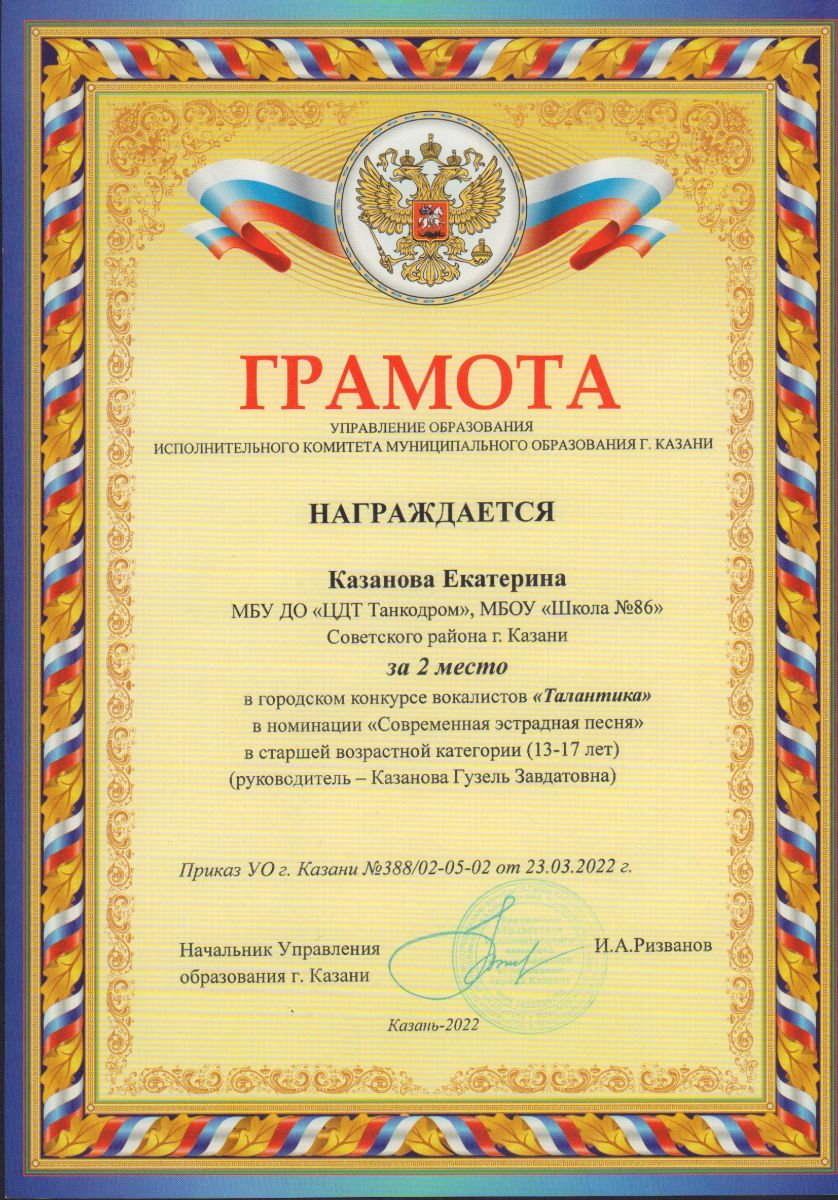 ГРАМОТА
УПРАВЛЕНИЕ ОБРАЗОВАНИЯ
ИСПОЛНИТЕЛЬНОГО КОМИТЕТА МУНИЦИПАЛЬНОГО ОБРАЗОВАНИЯ Г. КАЗАНИ
НАГРАЖДАЕТСЯ
Казанова Екатерина
МБУ ДО «ЦДТ Танкодром», МБОУ «Школа №86»
Советского района г. Казани
за 2 место
в городском конкурсе вокалистов «Талантика»
в номинации «Современная эстрадная песня»
в старшей возрастной категории (13-17 лет)
(руководитель – Казанова Гузель Завдатовна)
Приказ УО г. Казани №388/02-05-02 от 23.03.2022 г.
Начальник Управления
образования г. Казани
И.А.Ризванов
Казань-2022